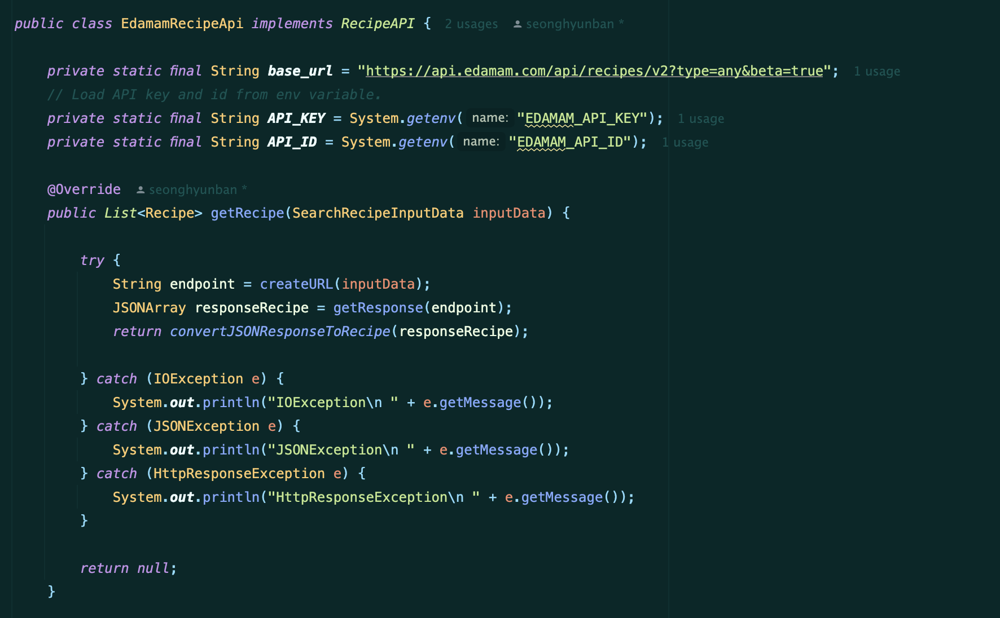 public class EdamamRecipeApi implements RecipeAPI { 2 usages seonghyunban *
private static final String base_url = "https://api.edamam.com/api/recipes/v2?type=any&beta=true"; 1 usage
// Load API key and id from env variable.
private static final String API_KEY = System.getenv( name: "EDAMAM_API_KEY"); 1 usage
private static final String API_ID = System.getenv( name: "EDAMAM_API_ID"); 1 usage
@Override seonghyunban *
public List<Recipe> getRecipe(SearchRecipeInputData inputData) {
try {
String endpoint = createURL(inputData);
JSONArray responseRecipe = getResponse(endpoint);
return convertJSONResponseToRecipe(responseRecipe);
} catch (IOException e) {
System.out.println("IOException\n " + e.getMessage());
} catch (JSONException e) {
System.out.println("JSONException\n " + e.getMessage());
} catch (HttpResponseException e) {
System.out.println("HttpResponseException\n " + e.getMessage());
}
return null;
}